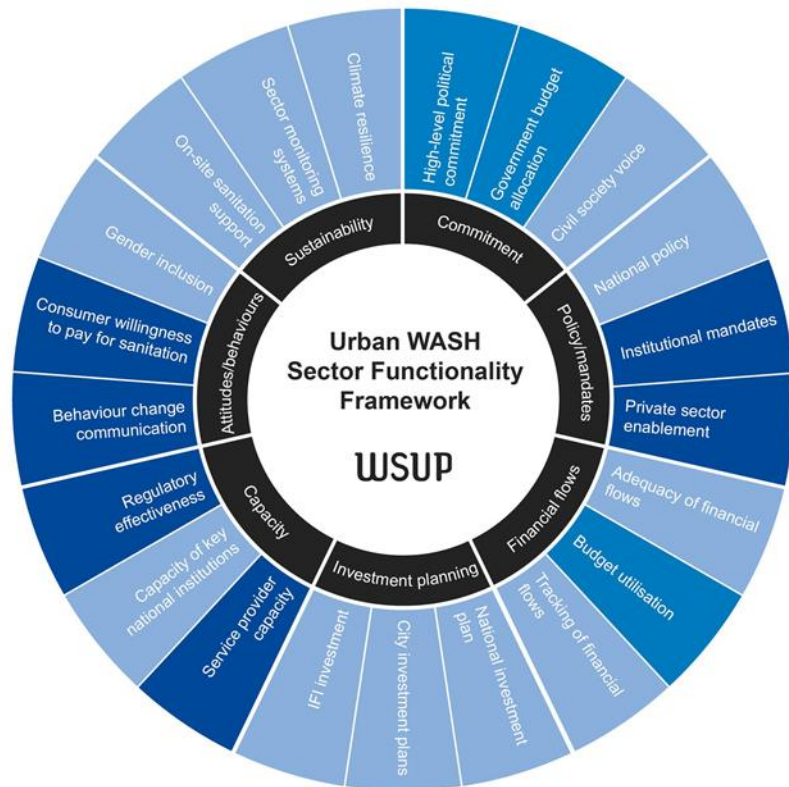 Urban WASH
Sector Functionality
Framework
WSUP
Commitment
High-level political
commitment
Government budget
allocation
Civil society voice
Policy/mandates
National policy
Institutional mandates
Private sector
enablement
Financial flows
Adequacy of financial
flows
Budget utilisation
Tracking of financial
flows
Investment planning
National investment
plan
City investment plans
IFI investment
Capacity
Service provider
capacity
Capacity of key
national institutions
Regulatory
effectiveness
Attitudes/behaviours
Behaviour change
communication
Consumer willingness
to pay for sanitation
Gender inclusion
Sustainability
On-site sanitation
support
Sector monitoring
systems
Climate resilience